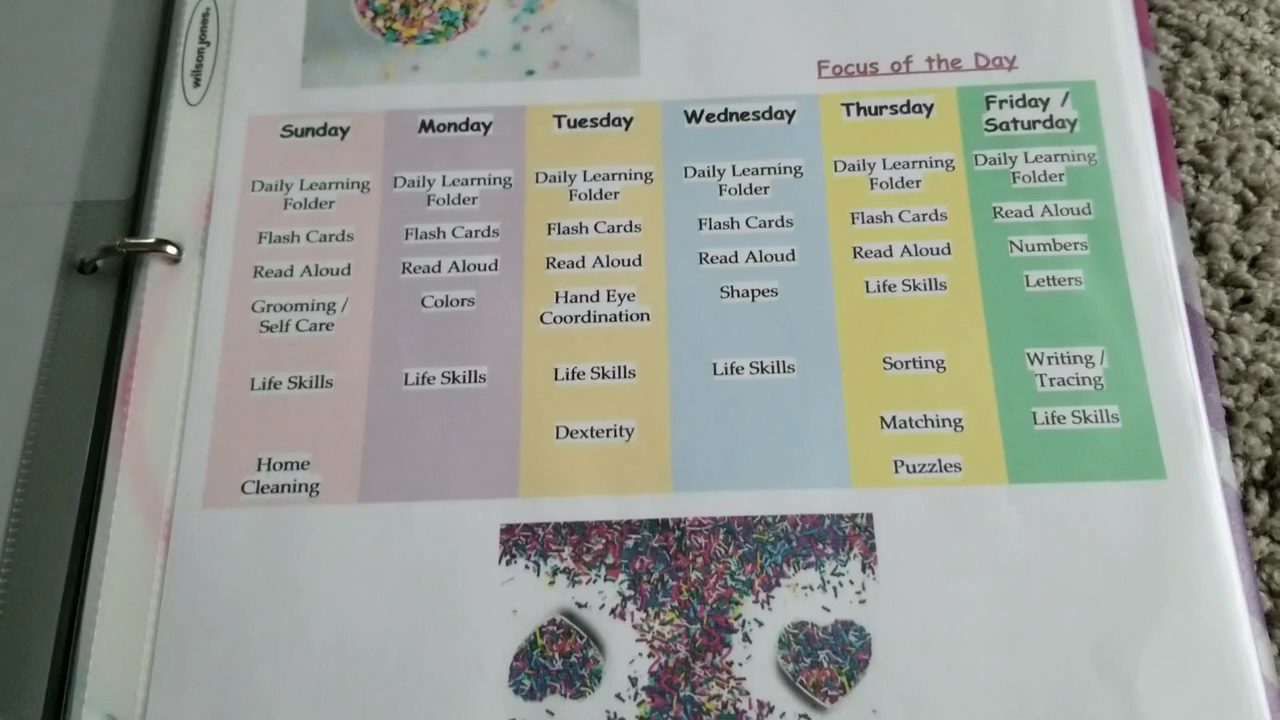 wilson jones.
Focus of the Day
Sunday
Daily Learning
Folder
Flash Cards
Read Aloud
Grooming /
Self Care
Life Skills
Home
Cleaning
Monday
Daily Learning
Folder
Flash Cards
Read Aloud
Colors
Life Skills
Tuesday
Daily Learning
Folder
Flash Cards
Read Aloud
Hand Eye
Coordination
Life Skills
Dexterity
Wednesday
Daily Learning
Folder
Flash Cards
Read Aloud
Shapes
Life Skills
Thursday
Daily Learning
Folder
Flash Cards
Read Aloud
Life Skills
Sorting
Matching
Puzzles
Friday /
Saturday
Daily Learning
Folder
Read Aloud
Numbers
Letters
Writing /
Tracing
Life Skills